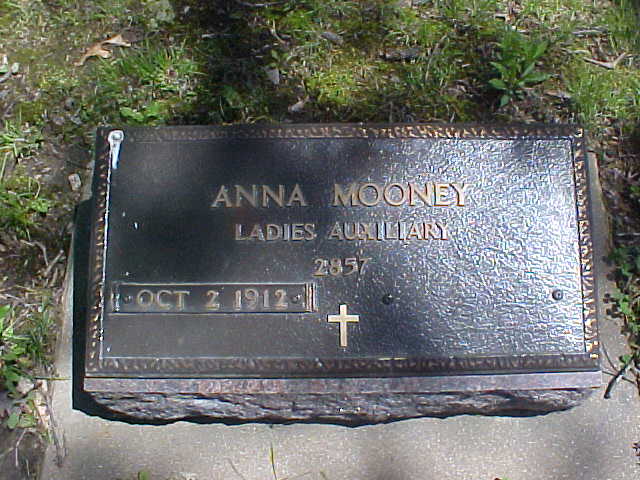 ANNA MOONEY
LADIES AUXILIARY
2857
OCT 2 1912